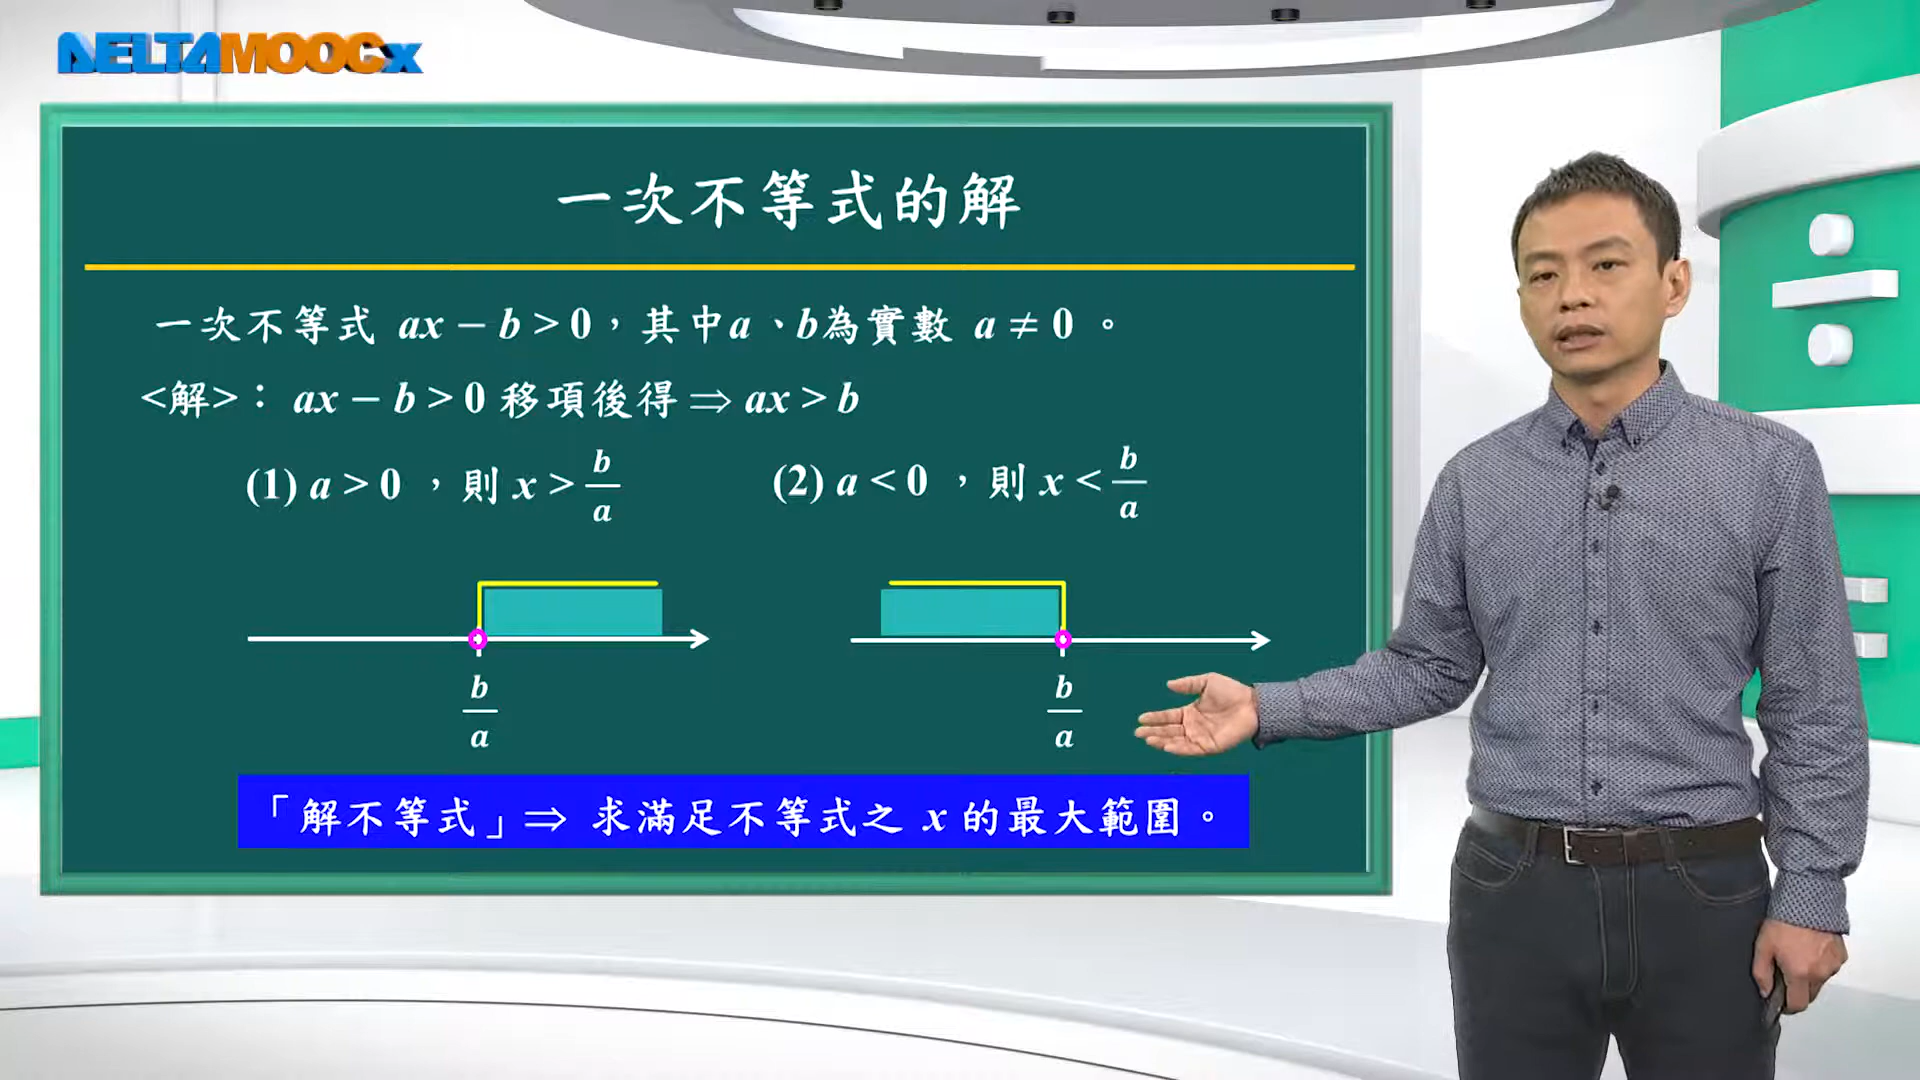 DELTAMOOCx
一次不等式的解
一次不等式 ax − b > 0，其中a、b為實數 a ≠ 0 。
<解>： ax − b > 0 移項後得 ⇒ ax > b
(1) a > 0 ，則 x > b/a (2) a < 0 ，則 x < b/a
b/a b/a
「解不等式」⇒ 求滿足不等式之 x 的最大範圍。